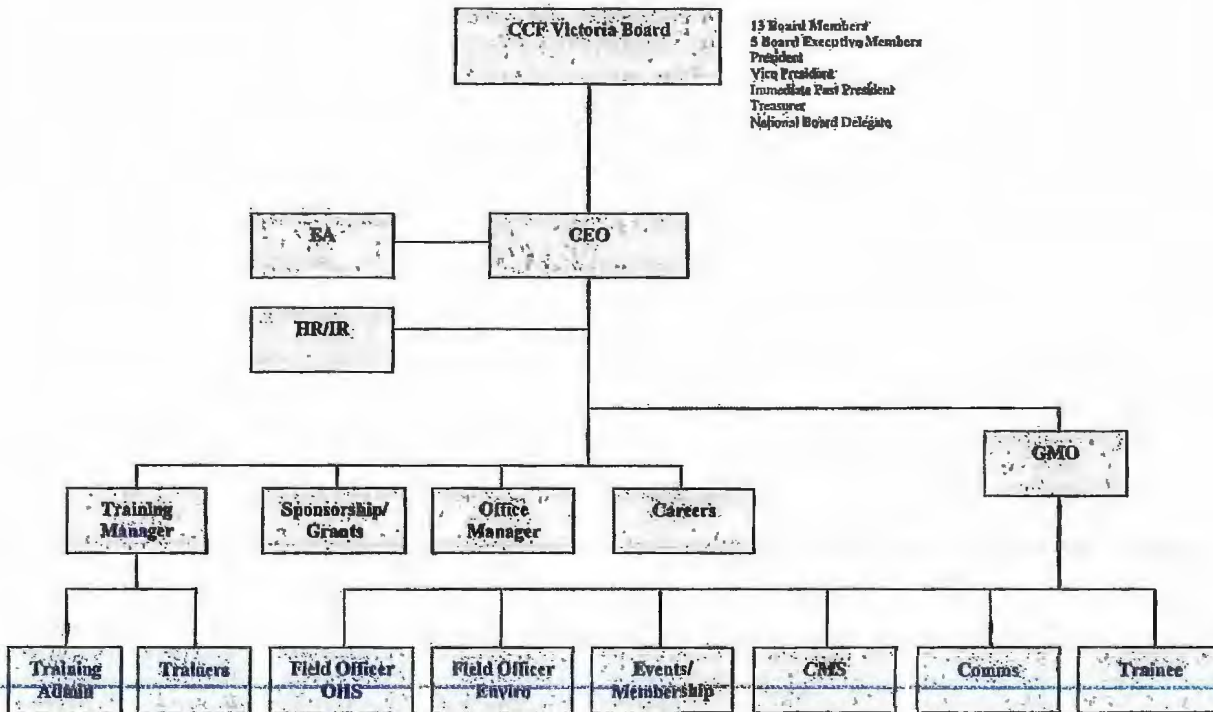 CCF Victoria Board
13 Board Members
5 Board Executive Members
President
Vice President
Immediate Past President
Treasurer
National Board Delegate
EA
CEO
HR/IR
GMO
Training
Manager
Sponsorship/
Grants
Office
Manager
Careers
Training
Admin
Trainers
Field Officer
OHS
Field Officer
Enviro
Events/
Membership
CMS
Comms
Trainee